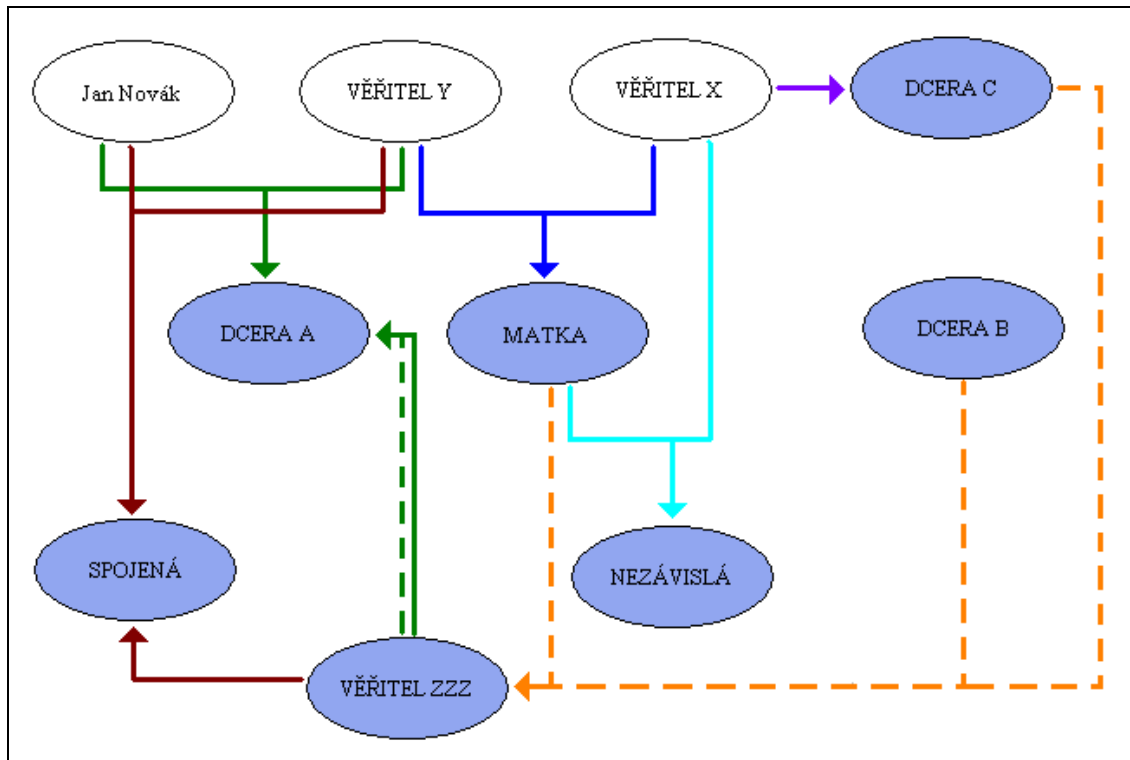 Jan Novák
VĚŘITEL Y
VĚŘITEL X
DCERA C
DCERA A
MATKA
DCERA B
SPOJENÁ
NEZÁVISLÁ
VĚŘITEL ZZZ